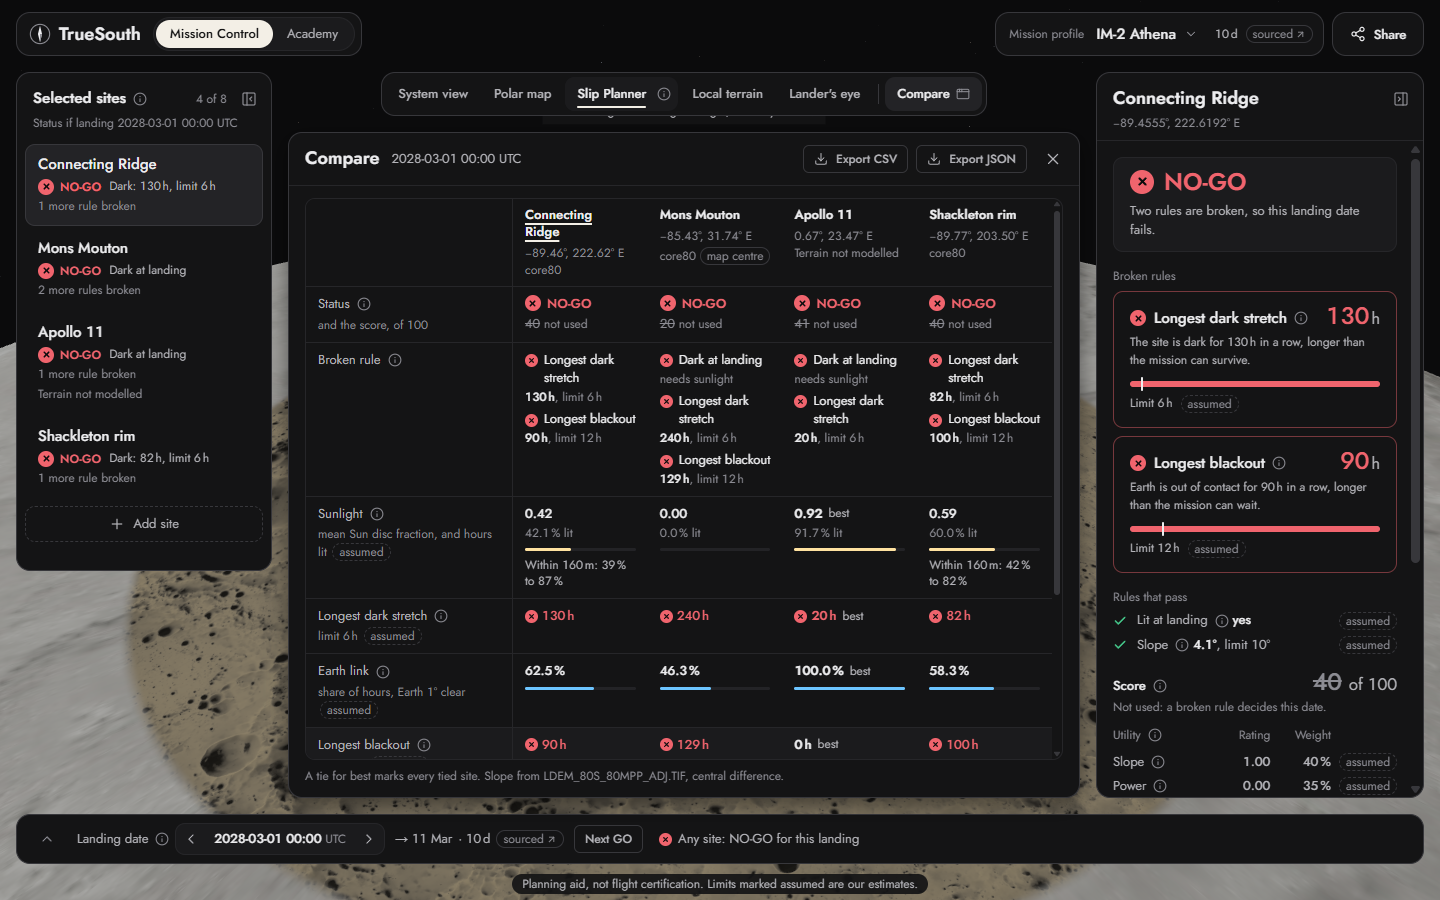 TrueSouth
Mission Control
Academy
Mission profile IM-2 Athena 10 d sourced ↗
Share
Selected sites 4 of 8
Status if landing 2028-03-01 00:00 UTC
Connecting Ridge
NO-GO Dark: 130 h, limit 6 h
1 more rule broken
Mons Mouton
NO-GO Dark at landing
2 more rules broken
Apollo 11
NO-GO Dark at landing
1 more rule broken
Terrain not modelled
Shackleton rim
NO-GO Dark: 82 h, limit 6 h
1 more rule broken
+ Add site
System view
Polar map
Slip Planner
Local terrain
Lander's eye
Compare
Compare 2028-03-01 00:00 UTC
Export CSV
Export JSON
Connecting
Ridge
−89.46°, 222.62° E
core80
Mons Mouton
−85.43°, 31.74° E
core80 map centre
Apollo 11
0.67°, 23.47° E
Terrain not modelled
Shackleton rim
−89.77°, 203.50° E
core80
Status
and the score, of 100
NO-GO
40 not used
NO-GO
20 not used
NO-GO
41 not used
NO-GO
40 not used
Broken rule
Longest dark
stretch
130 h, limit 6 h
Longest blackout
90 h, limit 12 h
Dark at landing
needs sunlight
Longest dark
stretch
240 h, limit 6 h
Longest blackout
129 h, limit 12 h
Dark at landing
needs sunlight
Longest dark
stretch
20 h, limit 6 h
Longest dark
stretch
82 h, limit 6 h
Longest blackout
100 h, limit 12 h
Sunlight
mean Sun disc fraction, and hours
lit assumed
0.42
42.1 % lit
Within 160 m: 39 %
to 87 %
0.00
0.0 % lit
0.92 best
91.7 % lit
0.59
60.0 % lit
Within 160 m: 42 %
to 82 %
Longest dark stretch
limit 6 h assumed
130 h
240 h
20 h best
82 h
Earth link
share of hours, Earth 1° clear
assumed
62.5 %
46.3 %
100.0 % best
58.3 %
Longest blackout
90 h
129 h
0 h best
100 h
A tie for best marks every tied site. Slope from LDEM_80S_80MPP_ADJ.TIF, central difference.
Connecting Ridge
−89.4555°, 222.6192° E
NO-GO
Two rules are broken, so this landing date
fails.
Broken rules
Longest dark stretch 130 h
The site is dark for 130 h in a row, longer than
the mission can survive.
Limit 6 h assumed
Longest blackout 90 h
Earth is out of contact for 90 h in a row, longer
than the mission can wait.
Limit 12 h assumed
Rules that pass
Lit at landing yes assumed
Slope 4.1°, limit 10° assumed
Score 40 of 100
Not used: a broken rule decides this date.
Utility Rating Weight
Slope 1.00 40 % assumed
Power 0.00 35 % assumed
Landing date
2028-03-01 00:00 UTC
→ 11 Mar · 10 d sourced ↗
Next GO
Any site: NO-GO for this landing
Planning aid, not flight certification. Limits marked assumed are our estimates.